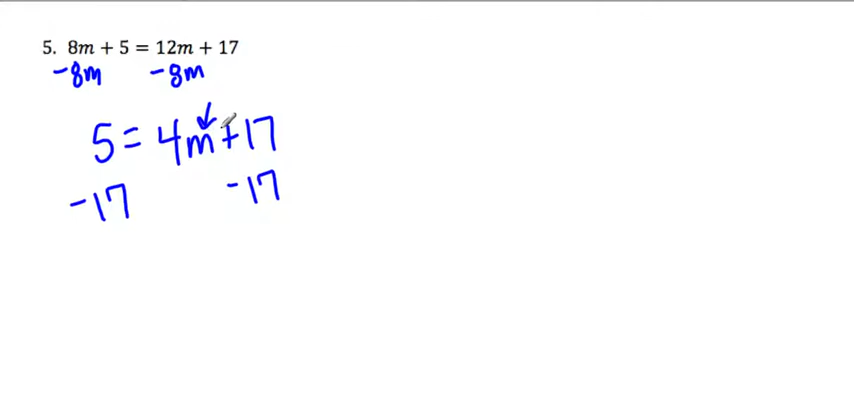 5. 8m + 5 = 12m + 17
-8m -8m
5 = 4m + 17
-17 -17